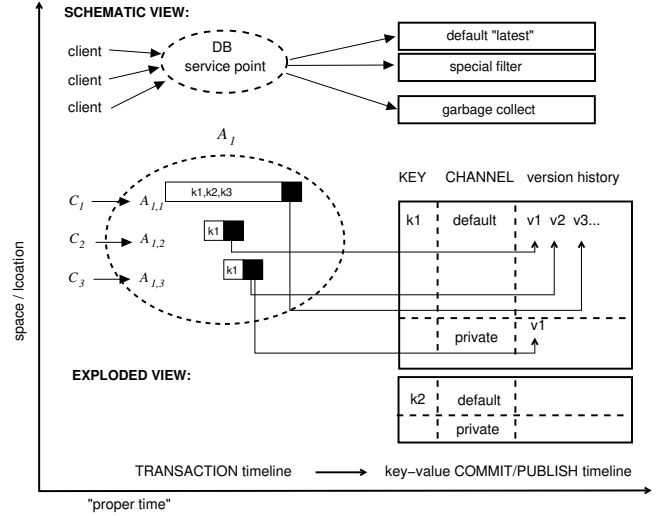 SCHEMATIC VIEW:
client
client
client
DB
service point
default "latest"
special filter
garbage collect
A1
KEY CHANNEL version history
C1 A1,1 k1,k2,k3
k1 default v1 v2 v3...
C2 A1,2 k1
C3 A1,3 k1
v1
private
EXPLODED VIEW:
k2 default
private
space / lcoation
TRANSACTION timeline key–value COMMIT/PUBLISH timeline
"proper time"